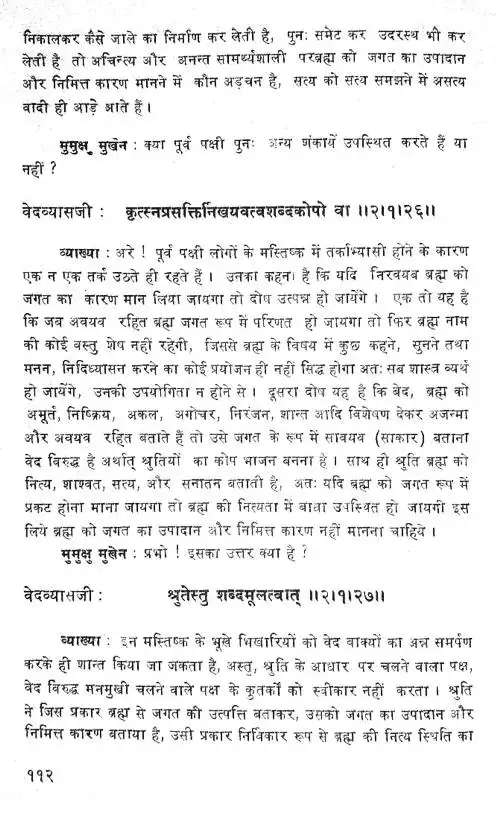 निकालकर कैसे जाले का निर्माण कर लेती है, पुनः समेट कर उदरस्थ भी कर
लेती है तो अचिन्त्य और अनन्त सामर्थ्यशाली परब्रह्म को जगत का उपादान
और निमित्त कारण मानने में कौन अड़चन है, सत्य को सत्य समझने में असत्य
वादी ही आड़े आते हैं।
मुमुक्षु मुखेन : क्या पूर्व पक्षी पुनः अन्य शंकायें उपस्थित करते हैं या
नहीं ?
वेदव्यासजी : कृत्स्नप्रसक्तिर्निरवयवत्वशब्दकोपो वा ॥२।१।२६॥
व्याख्या : अरे ! पूर्व पक्षी लोगों के मस्तिष्क में तर्काभ्यासी होने के कारण
एक न एक तर्क उठते ही रहते हैं। उनका कहना है कि यदि निरवयव ब्रह्म को
जगत का कारण मान लिया जायगा तो दोष उत्पन्न हो जायेंगे। एक तो यह है
कि जब अवयव रहित ब्रह्म जगत रूप में परिणत हो जायगा तो फिर ब्रह्म नाम
की कोई वस्तु शेष नहीं रहेगी, जिससे ब्रह्म के विषय में कुछ कहने, सुनने तथा
मनन, निदिध्यासन करने का कोई प्रयोजन ही नहीं सिद्ध होगा अतः सब शास्त्र व्यर्थ
हो जायेंगे, उनकी उपयोगिता न होने से। दूसरा दोष यह है कि बेद, ब्रह्म को
अमूर्त, निष्क्रिय, अकल, अगोचर, निरंजन, शान्त आदि विशेषण देकर अजन्मा
और अवयव रहित बताते हैं तो उसे जगत के रूप में सावयव (साकार) बताना
वेद विरुद्ध है अर्थात् श्रुतियों का कोप भाजन बनना है। साथ ही श्रुति ब्रह्म को
नित्य, शाश्वत, सत्य, और सनातन बताती है, अतः यदि ब्रह्म को जगत रूप में
प्रकट होना माना जायगा तो ब्रह्म की नित्यता में बाधा उपस्थित हो जायगी इस
लिये ब्रह्म को जगत का उपादान और निमित्त कारण नहीं मानना चाहिये।
मुमुक्षु मुखेन : प्रभो ! इसका उत्तर क्या है ?
वेदव्यासजी : श्रुतेस्तु शब्दमूलत्वात् ॥२।१।२७॥
व्याख्या : इन मस्तिष्क के भूखे भिखारियों को वेद वाक्यों का अन्न समर्पण
करके ही शान्त किया जा जकता है, अस्तु, श्रुति के आधार पर चलने वाला पक्ष,
वेद विरुद्ध मनमुखी चलने वाले पक्ष के कुतर्कों को स्वीकार नहीं करता। श्रुति
ने जिस प्रकार ब्रह्म से जगत की उत्पत्ति बताकर, उसको जगत का उपादान और
निमित्त कारण बताया है, उसी प्रकार निर्विकार रूप से ब्रह्म की नित्य स्थिति का
११२